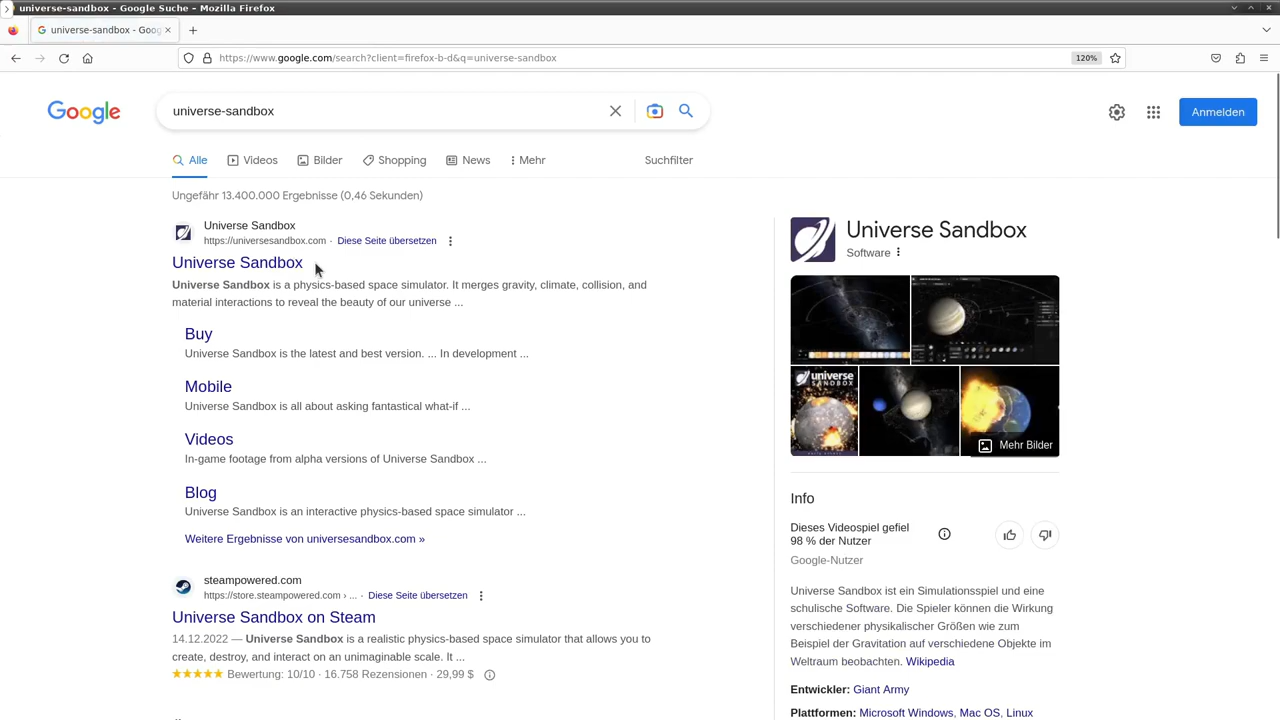 universe-sandbox - Google Suche – Mozilla Firefox
universe-sandbox - Goog
https://www.google.com/search?client=firefox-b-d&q=universe-sandbox
120%
Google
universe-sandbox
Anmelden
Alle
Videos
Bilder
Shopping
News
Mehr
Suchfilter
Ungefähr 13.400.000 Ergebnisse (0,46 Sekunden)
Universe Sandbox
https://universesandbox.com · Diese Seite übersetzen
Universe Sandbox
Universe Sandbox is a physics-based space simulator. It merges gravity, climate, collision, and
material interactions to reveal the beauty of our universe ...
Buy
Universe Sandbox is the latest and best version. ... In development ...
Mobile
Universe Sandbox is all about asking fantastical what-if ...
Videos
In-game footage from alpha versions of Universe Sandbox ...
Blog
Universe Sandbox is an interactive physics-based space simulator ...
Weitere Ergebnisse von universesandbox.com »
steampowered.com
https://store.steampowered.com › ... · Diese Seite übersetzen
Universe Sandbox on Steam
14.12.2022 — Universe Sandbox is a realistic physics-based space simulator that allows you to
create, destroy, and interact on an unimaginable scale. It ...
Bewertung: 10/10 · 16.758 Rezensionen · 29,99 $
Universe Sandbox
Software
universe
SANDBOX
Mehr Bilder
Info
Dieses Videospiel gefiel
98 % der Nutzer
Google-Nutzer
Universe Sandbox ist ein Simulationsspiel und eine
schulische Software. Die Spieler können die Wirkung
verschiedener physikalischer Größen wie zum
Beispiel der Gravitation auf verschiedene Objekte im
Weltraum beobachten. Wikipedia
Entwickler: Giant Army
Plattformen: Microsoft Windows, Mac OS, Linux